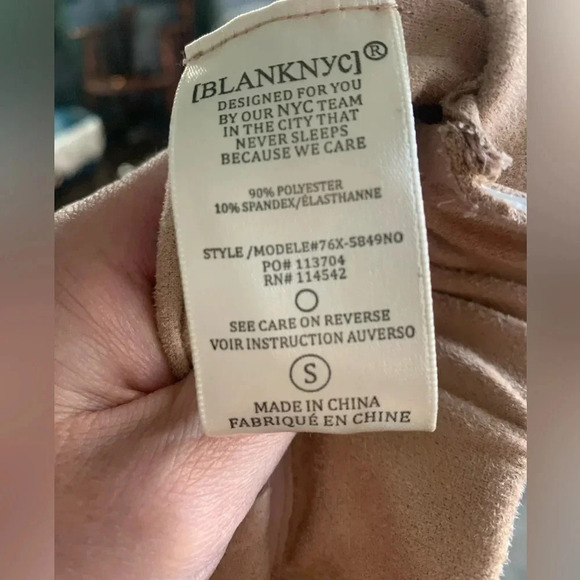 [BLANKNYC]®
DESIGNED FOR YOU
BY OUR NYC TEAM
IN THE CITY THAT
NEVER SLEEPS
BECAUSE WE CARE
90% POLYESTER
10% SPANDEX/ÉLASTHANNE
STYLE /MODELE#76X-5849NO
PO# 113704
RN# 114542
SEE CARE ON REVERSE
VOIR INSTRUCTION AUVERSO
S
MADE IN CHINA
FABRIQUÉ EN CHINE